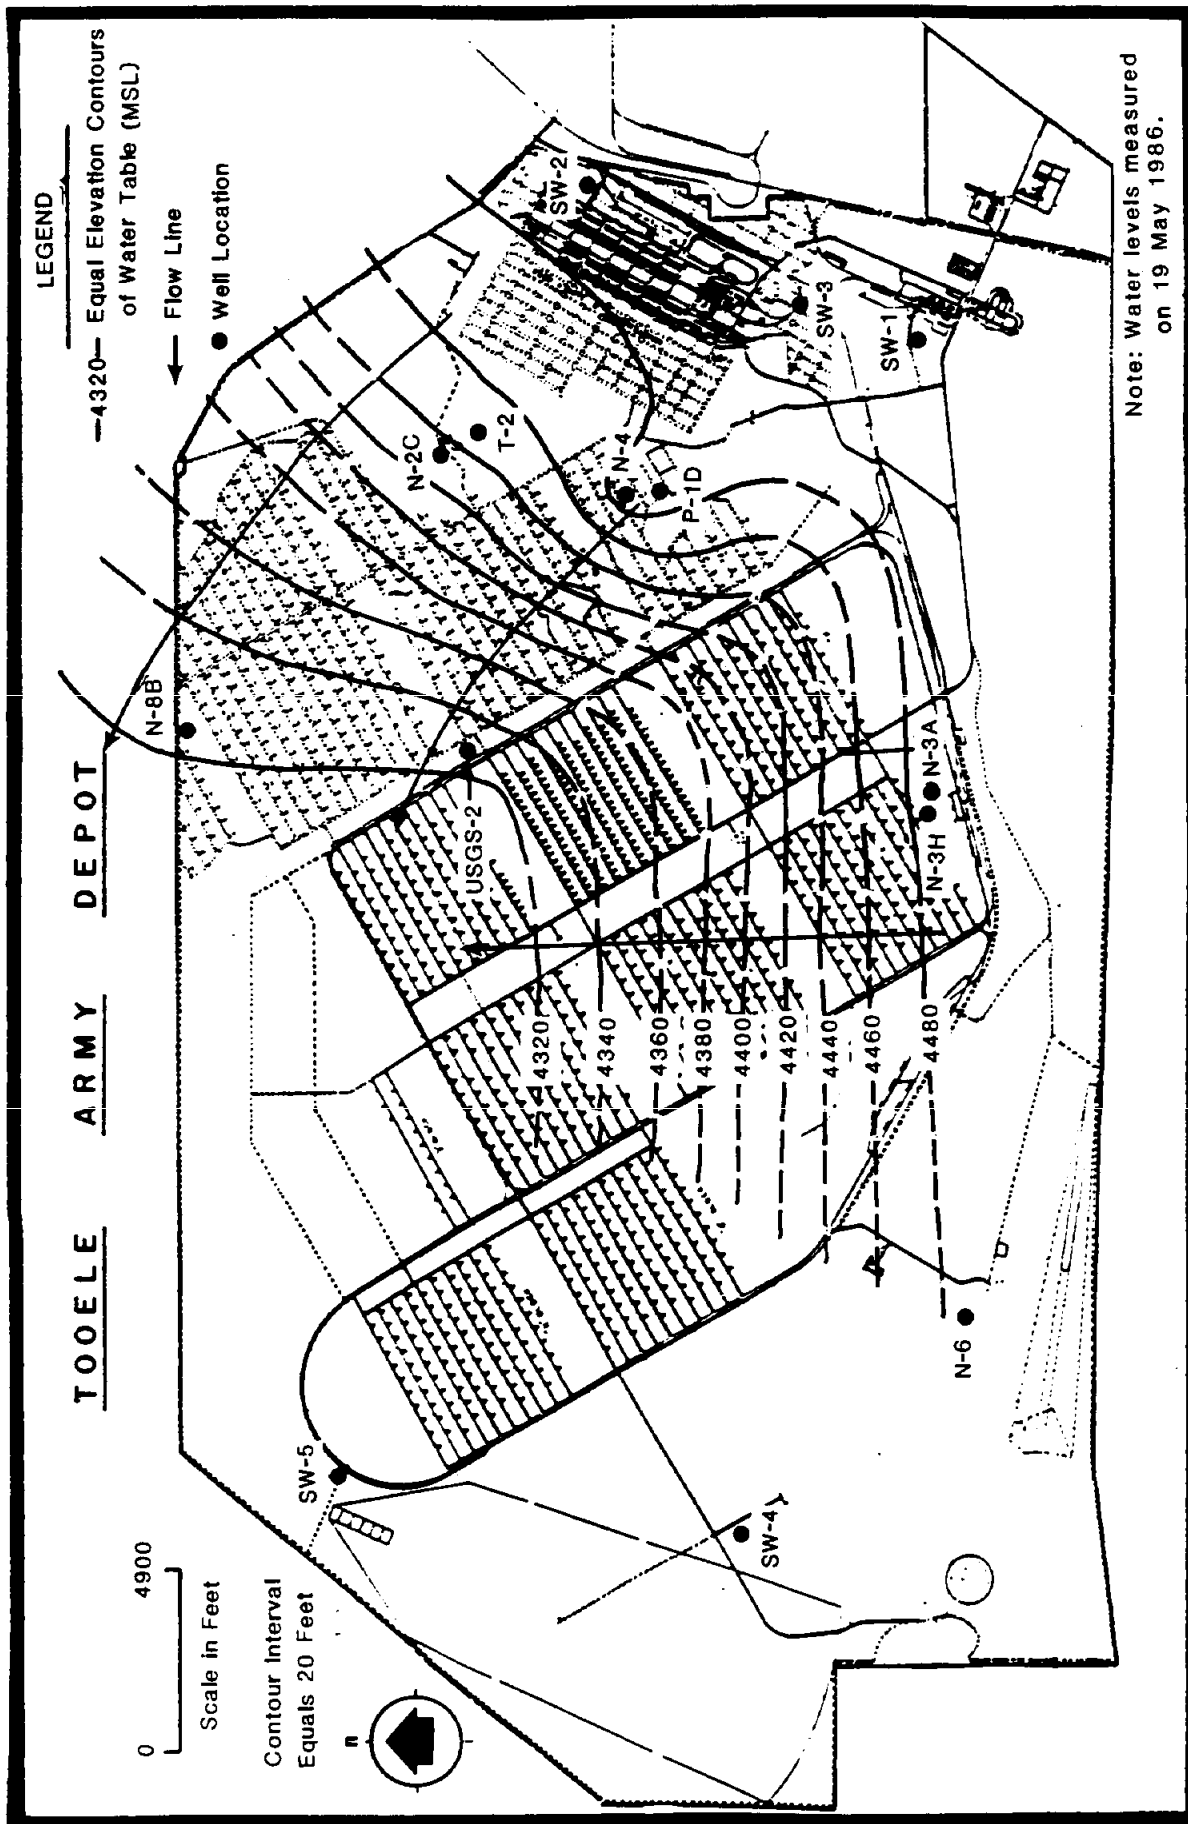 TOOELE ARMY DEPOT
LEGEND
—4320— Equal Elevation Contours
of Water Table (MSL)
Flow Line
Well Location
0 4900
Scale in Feet
Contour Interval
Equals 20 Feet
n
N-8B
SW-5
USGS-2
N-2C
T-2
SW-2
N-4
P-1D
SW-3
SW-1
SW-4
N-6
N-3H
N-3A
4320
4340
4360
4380
4400
4420
4440
4460
4480
Note: Water levels measured
on 19 May 1986.